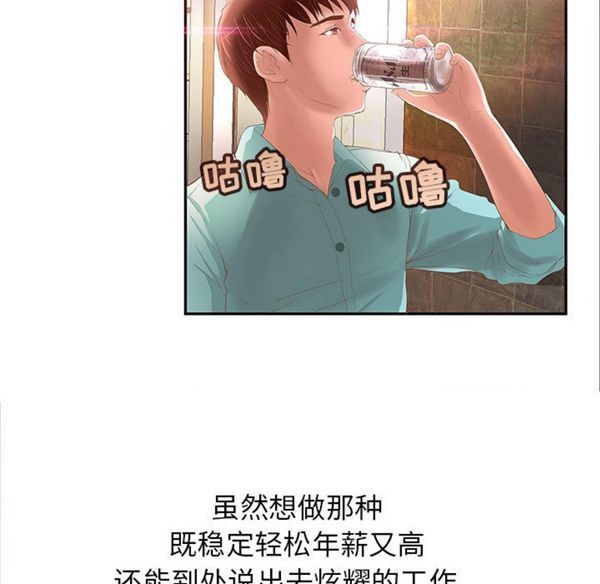 生
咕噜
咕噜
虽然想做那种
既稳定轻松年薪又高
还能到处说出去炫耀的工作